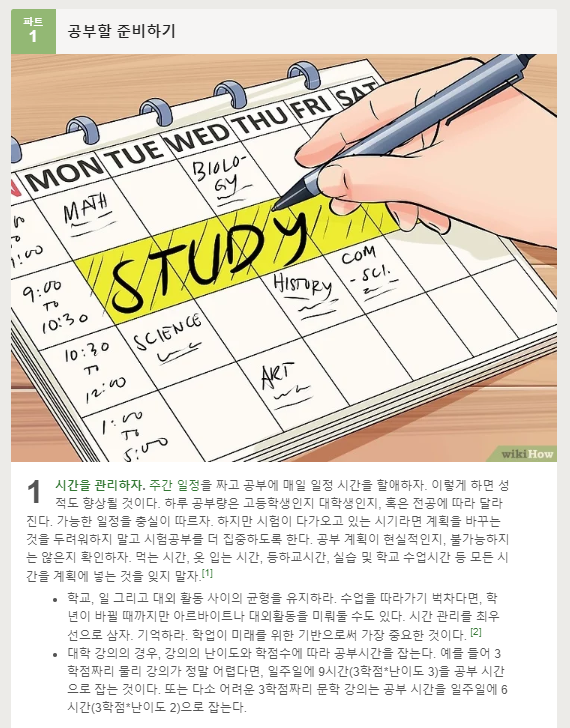 파트
1
공부할 준비하기
MON TUE WED THU FRI SAT
MATH
BIOLO-
GY
1:00
STUDY
9:00
TO
10:30
HISTORY
COM
-SCI.
SCIENCE
10:30
TO
12:00
ART
1:00
TO
5:00
wikiHow
1 시간을 관리하자. 주간 일정을 짜고 공부에 매일 일정 시간을 할애하자. 이렇게 하면 성
적도 향상될 것이다. 하루 공부량은 고등학생인지 대학생인지, 혹은 전공에 따라 달라
진다. 가능한 일정을 충실이 따르자. 하지만 시험이 다가오고 있는 시기라면 계획을 바꾸는
것을 두려워하지 말고 시험공부를 더 집중하도록 한다. 공부 계획이 현실적인지, 불가능하지
는 않은지 확인하자. 먹는 시간, 옷 입는 시간, 등하교시간, 실습 및 학교 수업시간 등 모든 시
간을 계획에 넣는 것을 잊지 말자.[1]
• 학교, 일 그리고 대외 활동 사이의 균형을 유지하라. 수업을 따라가기 벅차다면, 학
년이 바뀔 때까지만 아르바이트나 대외활동을 미뤄둘 수도 있다. 시간 관리를 최우
선으로 삼자. 기억하라. 학업이 미래를 위한 기반으로써 가장 중요한 것이다. [2]
• 대학 강의의 경우, 강의의 난이도와 학점수에 따라 공부시간을 잡는다. 예를 들어 3
학점짜리 물리 강의가 정말 어렵다면, 일주일에 9시간(3학점*난이도 3)을 공부 시간
으로 잡는 것이다. 또는 다소 어려운 3학점짜리 문학 강의는 공부 시간을 일주일에 6
시간(3학점*난이도 2)으로 잡는다.